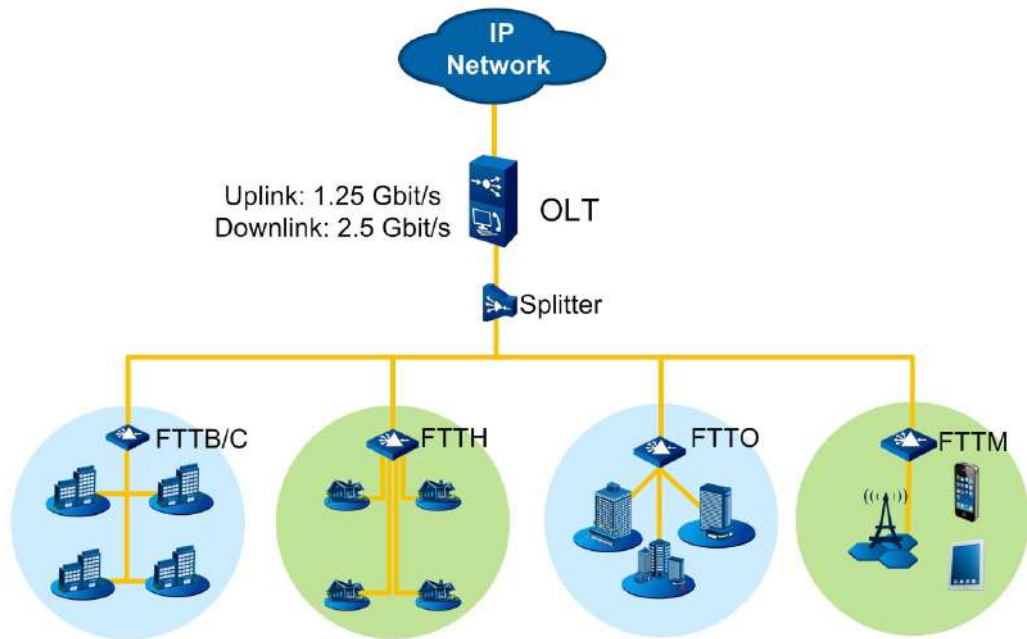 IP
Network
Uplink: 1.25 Gbit/s
Downlink: 2.5 Gbit/s
OLT
Splitter
FTTB/C
FTTH
FTTO
FTTM